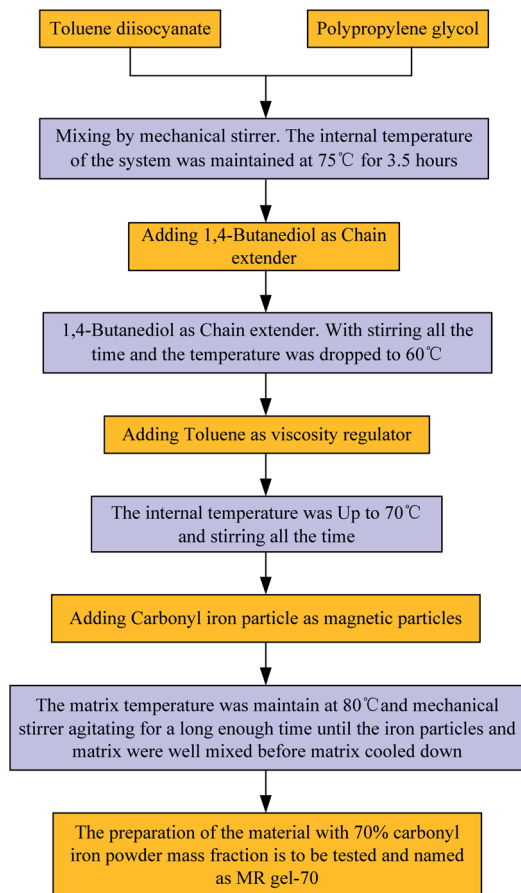 Toluene diisocyanate
Polypropylene glycol
Mixing by mechanical stirrer. The internal temperature
of the system was maintained at 75℃ for 3.5 hours
Adding 1,4-Butanediol as Chain
extender
1,4-Butanediol as Chain extender. With stirring all the
time and the temperature was dropped to 60℃
Adding Toluene as viscosity regulator
The internal temperature was Up to 70℃
and stirring all the time
Adding Carbonyl iron particle as magnetic particles
The matrix temperature was maintain at 80℃and mechanical
stirrer agitating for a long enough time until the iron particles and
matrix were well mixed before matrix cooled down
The preparation of the material with 70% carbonyl
iron powder mass fraction is to be tested and named
as MR gel-70